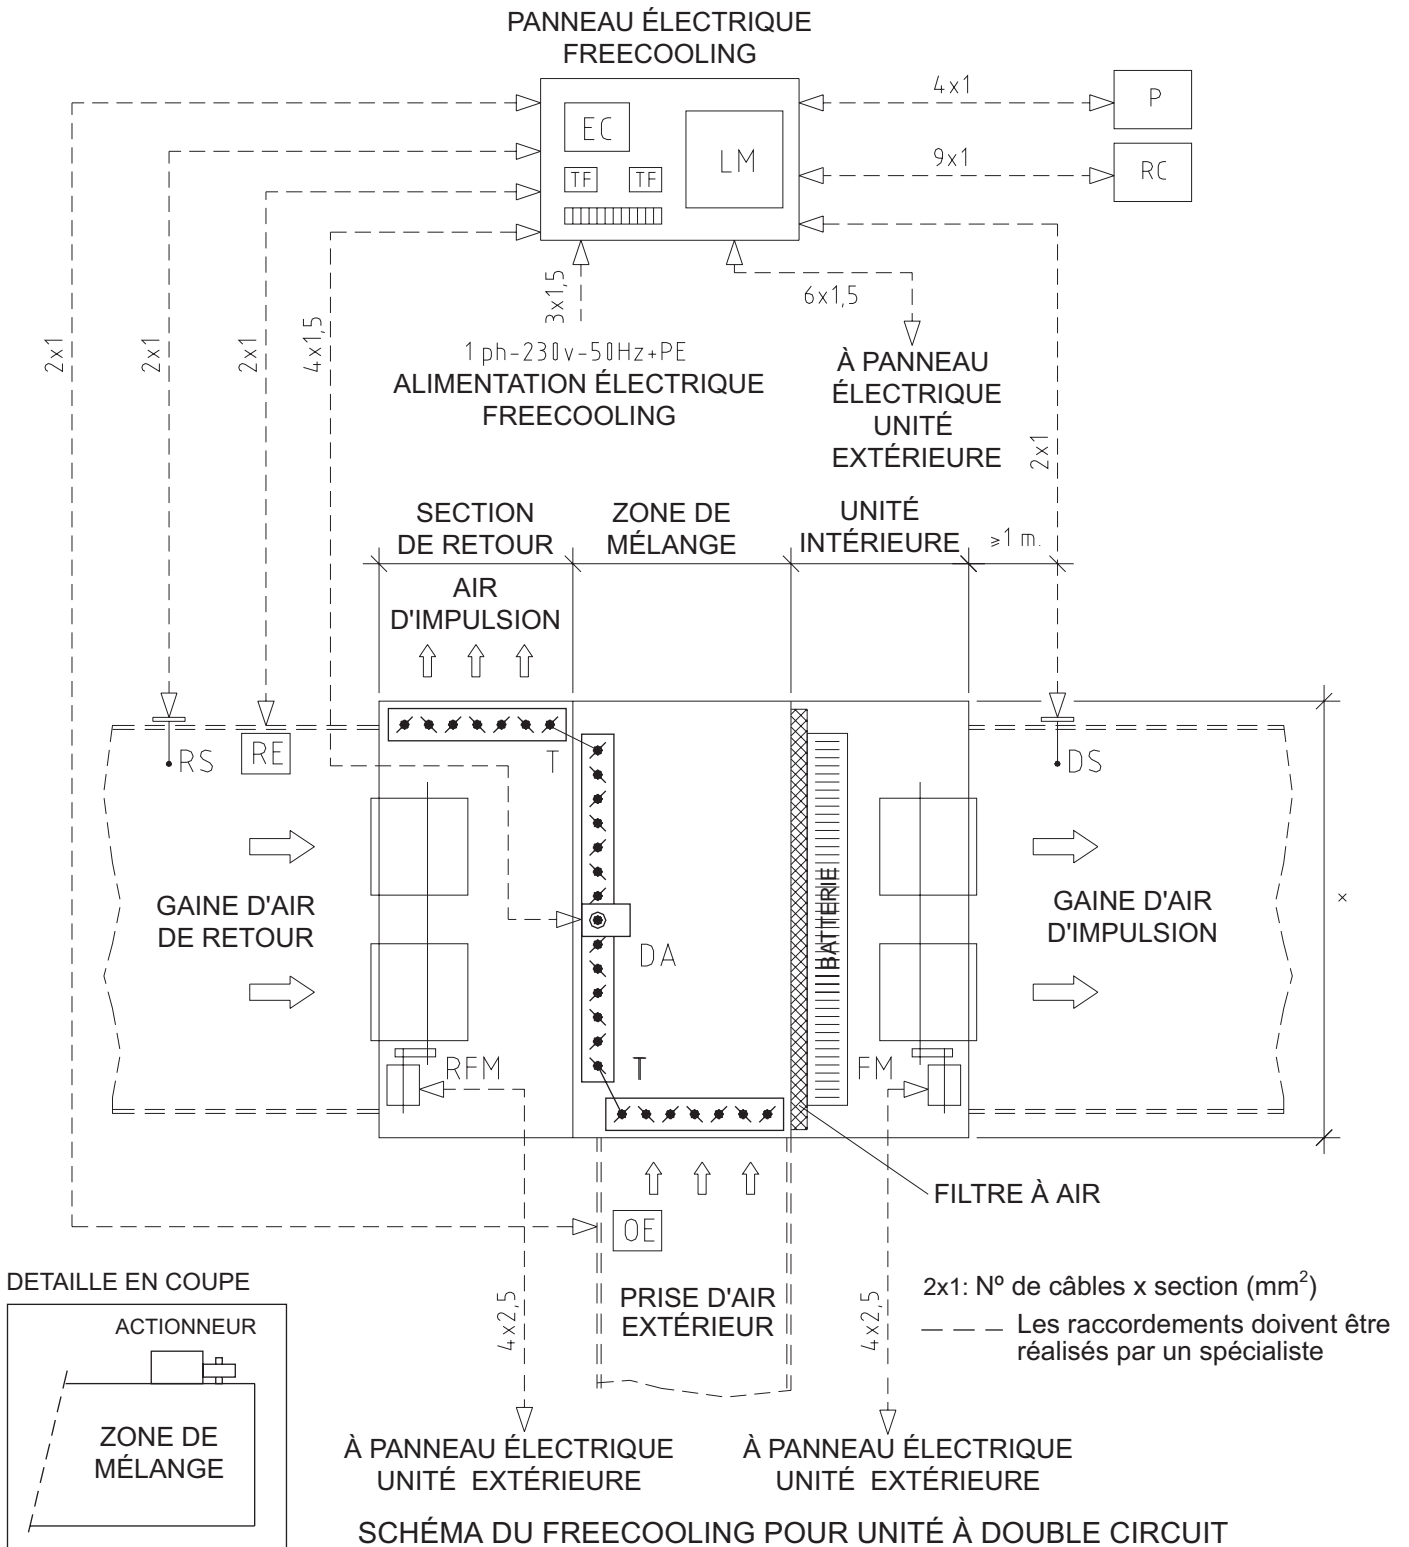 PANNEAU ÉLECTRIQUE
FREECOOLING
EC
LM
TF
TF
4x1
P
9x1
RC
2x1
2x1
2x1
4x1,5
3x1,5
6x1,5
2x1
1 ph-230v-50Hz+PE
ALIMENTATION ÉLECTRIQUE
FREECOOLING
À PANNEAU
ÉLECTRIQUE
UNITÉ
EXTÉRIEURE
SECTION
DE RETOUR
ZONE DE
MÉLANGE
UNITÉ
INTÉRIEURE
≥1 m.
AIR
D'IMPULSION
RS
RE
T
DS
GAINE D'AIR
DE RETOUR
DA
BATTERIE
GAINE D'AIR
D'IMPULSION
x
RFM
T
FM
FILTRE À AIR
OE
PRISE D'AIR
EXTÉRIEUR
4x2,5
4x2,5
2x1: Nº de câbles x section (mm²)
Les raccordements doivent être
réalisés par un spécialiste
DETAILLE EN COUPE
ACTIONNEUR
ZONE DE
MÉLANGE
À PANNEAU ÉLECTRIQUE
UNITÉ EXTÉRIEURE
À PANNEAU ÉLECTRIQUE
UNITÉ EXTÉRIEURE
SCHÉMA DU FREECOOLING POUR UNITÉ À DOUBLE CIRCUIT